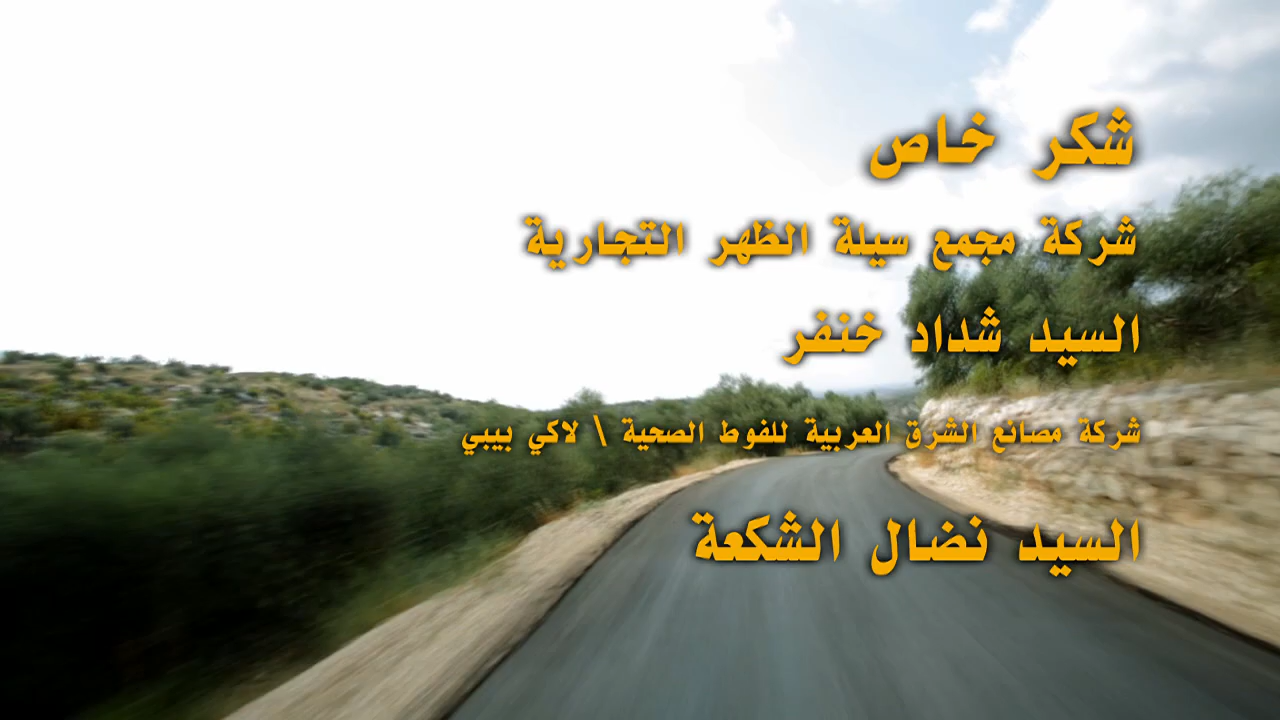 شكر خاص
شركة مجمع سيلة الظهر التجارية
السيد شداد خنفر
شركة مصانع الشرق العربية للفوط الصحية \ لاكي بيبي
السيد نضال الشكعة